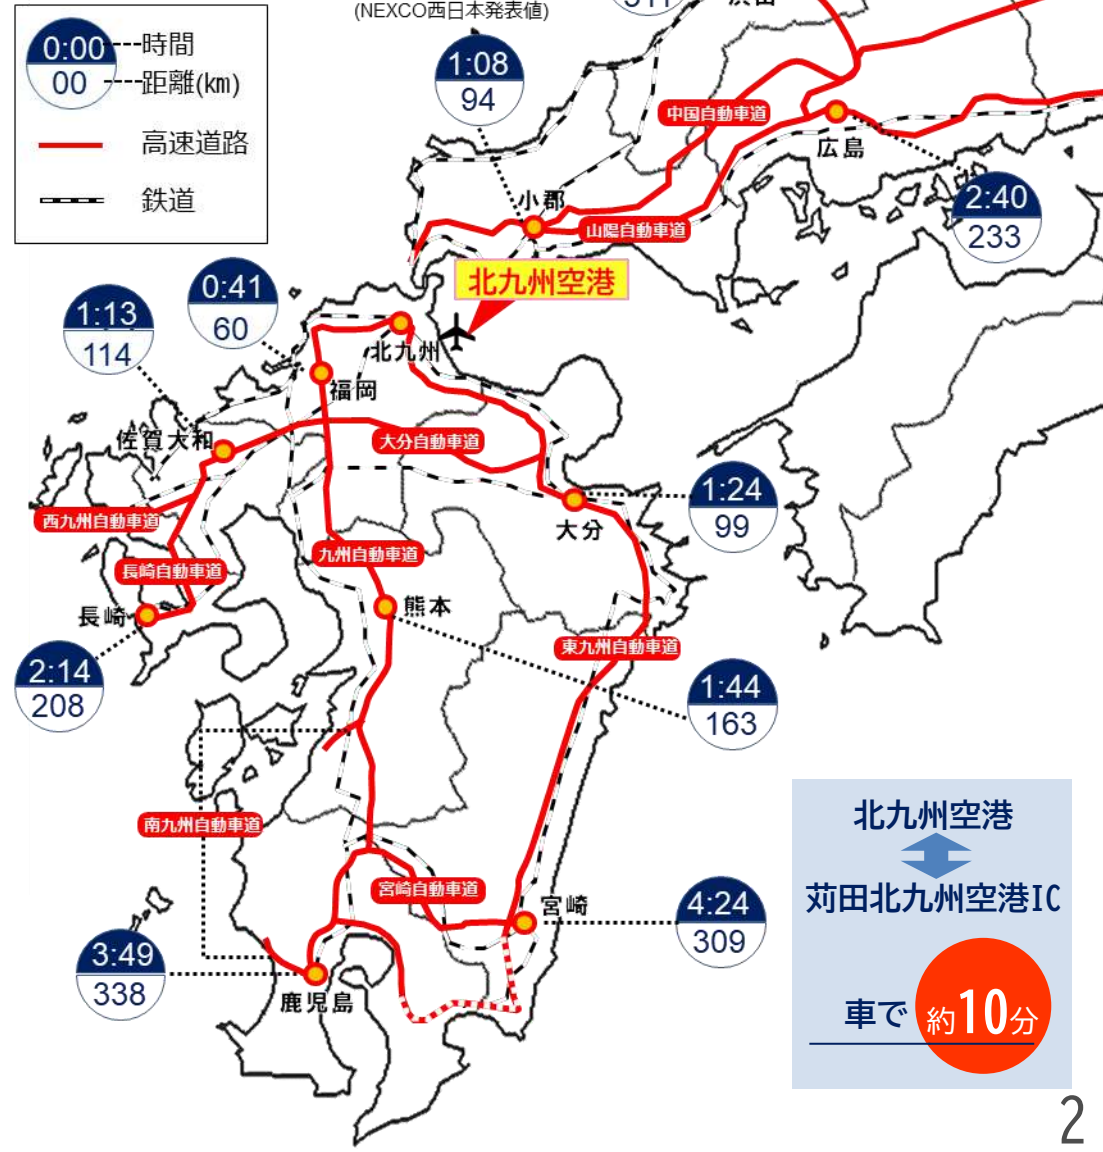 (NEXCO西日本発表値)
0:00
時間
00
距離(km)
高速道路
鉄道
1:08
94
中国自動車道
広島
2:40
233
小郡
山陽自動車道
北九州空港
0:41
60
1:13
114
北九州
福岡
佐賀大和
大分自動車道
1:24
99
大分
西九州自動車道
九州自動車道
長崎自動車道
熊本
長崎
東九州自動車道
2:14
208
1:44
163
南九州自動車道
宮崎自動車道
宮崎
4:24
309
3:49
338
鹿児島
北九州空港
苅田北九州空港IC
車で 約10分
2